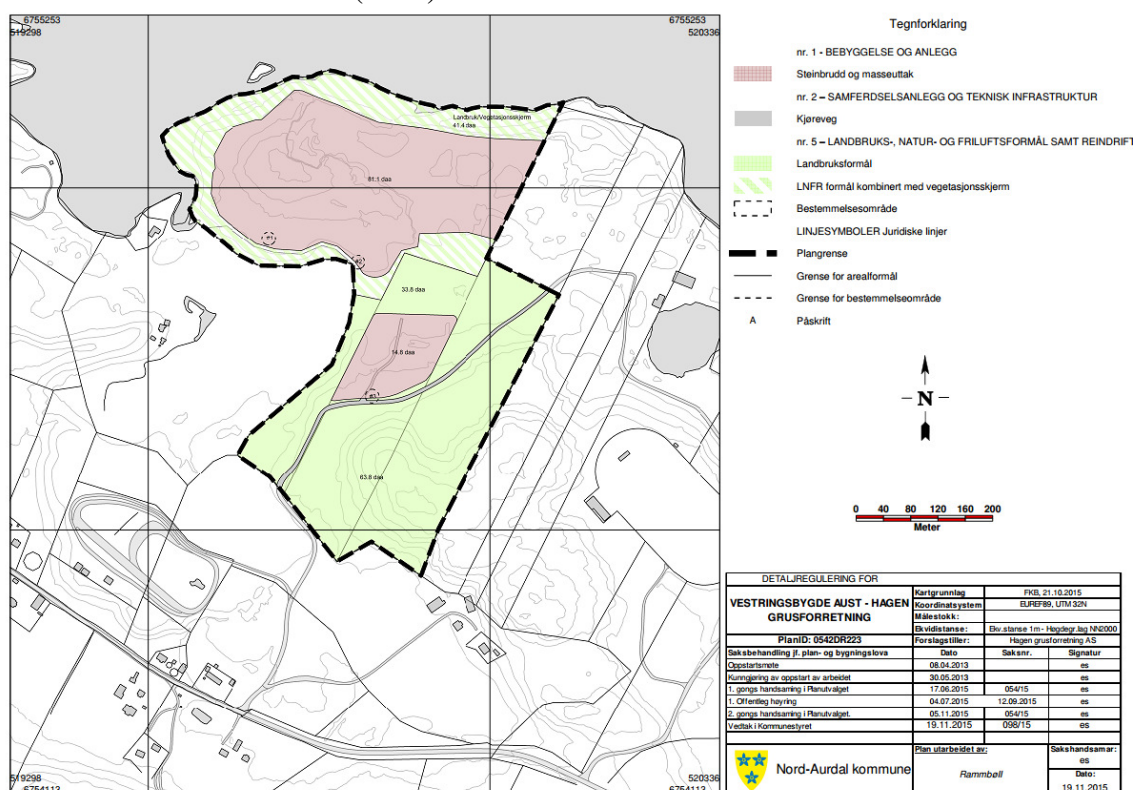 6755253
519298
6755253
520336
Landbruk/Vegetasjonsskjerm
41.4 daa
81.1 daa
#1
#2
33.8 daa
14.8 daa
#3
63.8 daa
519298
6754113
520336
6754113
Tegnforklaring
nr. 1 - BEBYGGELSE OG ANLEGG
Steinbrudd og masseuttak
nr. 2 – SAMFERDSELSANLEGG OG TEKNISK INFRASTRUKTUR
Kjøreveg
nr. 5 – LANDBRUKS-, NATUR- OG FRILUFTSFORMÅL SAMT REINDRIFT
Landbruksformål
LNFR formål kombinert med vegetasjonsskjerm
Bestemmelsesområde
LINJESYMBOLER Juridiske linjer
Plangrense
Grense for arealformål
Grense for bestemmelseområde
A Påskrift
N
0 40 80 120 160 200
Meter
DETALJREGULERING FOR
VESTRINGSBYGDE AUST - HAGEN
GRUSFORRETNING
Kartgrunnlag FKB, 21.10.2015
Koordinatsystem EUREF89, UTM 32N
Målestokk:
Ekvidistanse: Ekv.stanse 1m - Høgdegr.lag NN2000
PlanID: 0542DR223 Forslagstiller: Hagen grusforretning AS
Saksbehandling jf. plan- og bygningslova Dato Saksnr. Signatur
Oppstartsmøte 08.04.2013 es
Kunngjering av oppstart av arbeidet 30.05.2013 es
1. gongs handsaming i Planutvalget 17.06.2015 054/15 es
1. Offentleg høyring 04.07.2015 12.09.2015 es
2. gongs handsaming i Planutvalget. 05.11.2015 054/15 es
Vedtak i Kommunestyret 19.11.2015 098/15 es
Nord-Aurdal kommune
Plan utarbeidet av:
Rambøll
Sakshandsamar:
es
Dato:
19.11.2015